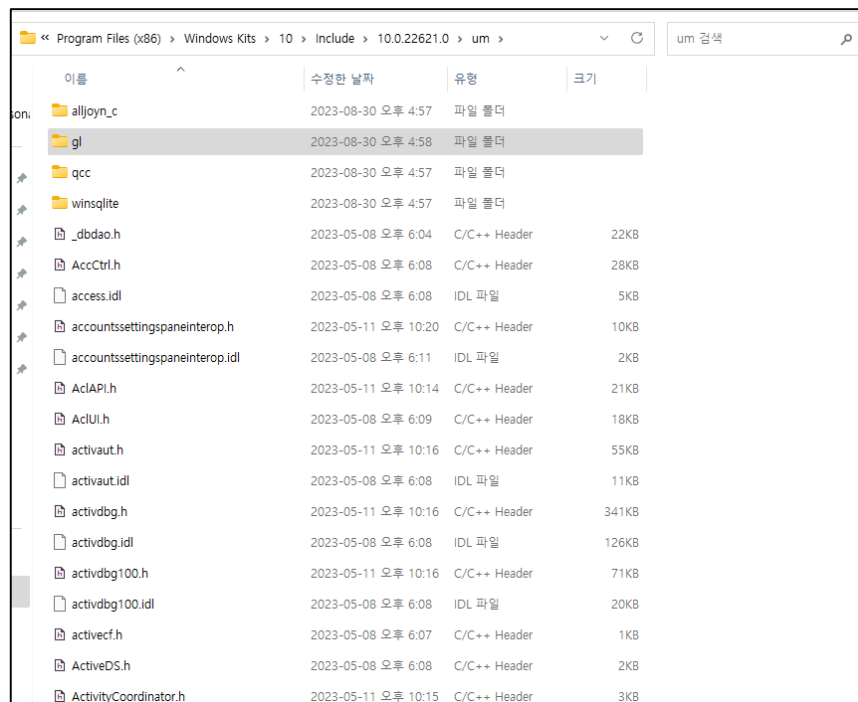 « Program Files (x86) > Windows Kits > 10 > Include > 10.0.22621.0 > um > um 검색
이름 수정한 날짜 유형 크기
alljoyn_c 2023-08-30 오후 4:57 파일 폴더
gl 2023-08-30 오후 4:58 파일 폴더
qcc 2023-08-30 오후 4:57 파일 폴더
winsqlite 2023-08-30 오후 4:57 파일 폴더
_dbdao.h 2023-05-08 오후 6:04 C/C++ Header 22KB
AccCtrl.h 2023-05-08 오후 6:08 C/C++ Header 28KB
access.idl 2023-05-08 오후 6:08 IDL 파일 5KB
accountssettingspaneinterop.h 2023-05-11 오후 10:20 C/C++ Header 10KB
accountssettingspaneinterop.idl 2023-05-08 오후 6:11 IDL 파일 2KB
AclAPI.h 2023-05-11 오후 10:14 C/C++ Header 21KB
AclUI.h 2023-05-08 오후 6:09 C/C++ Header 18KB
activaut.h 2023-05-11 오후 10:16 C/C++ Header 55KB
activaut.idl 2023-05-08 오후 6:08 IDL 파일 11KB
activdbg.h 2023-05-11 오후 10:16 C/C++ Header 341KB
activdbg.idl 2023-05-08 오후 6:08 IDL 파일 126KB
activdbg100.h 2023-05-11 오후 10:16 C/C++ Header 71KB
activdbg100.idl 2023-05-08 오후 6:08 IDL 파일 20KB
activecf.h 2023-05-08 오후 6:07 C/C++ Header 1KB
ActiveDS.h 2023-05-08 오후 6:08 C/C++ Header 2KB
ActivityCoordinator.h 2023-05-11 오후 10:15 C/C++ Header 3KB